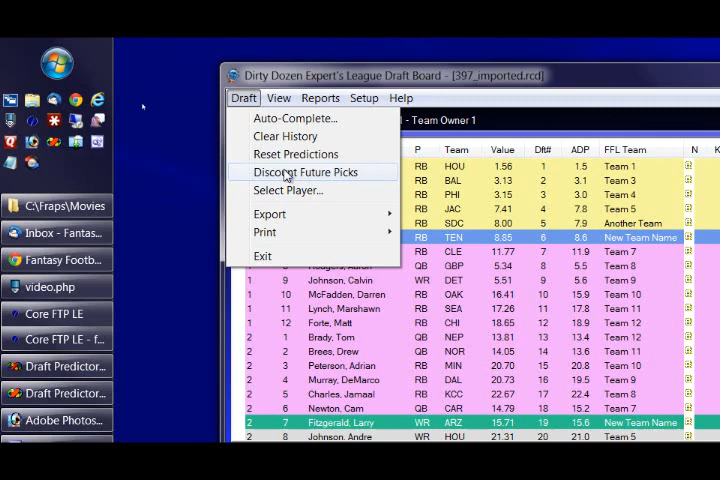 Dirty Dozen Expert's League Draft Board - [397_imported.rcd]
Draft View Reports Setup Help
- Team Owner 1
Auto-Complete...
Clear History
Reset Predictions
Discount Future Picks
Select Player...
Export
Print
Exit
C:\Fraps\Movies
Inbox - Fantas...
Fantasy Footb...
video.php
Core FTP LE
Core FTP LE - f...
Draft Predictor...
Draft Predictor...
Adobe Photos...
P Team Value Dft# ADP FFL Team N
RB HOU 1.56 1 1.5 Team 1
RB BAL 3.13 2 3.1 Team 3
RB PHI 3.15 3 3.0 Team 4
RB JAC 7.41 4 7.8 Team 5
RB SDC 8.00 5 7.9 Another Team
RB TEN 8.85 6 8.6 New Team Name
RB CLE 11.77 7 11.9 Team 7
QB GBP 5.34 8 5.5 Team 8
1 9 Johnson, Calvin WR DET 5.51 9 5.6 Team 9
1 10 McFadden, Darren RB OAK 16.41 10 15.9 Team 10
1 11 Lynch, Marshawn RB SEA 17.26 11 17.8 Team 11
1 12 Forte, Matt RB CHI 18.65 12 18.9 Team 12
2 1 Brady, Tom QB NEP 13.81 13 13.4 Team 12
2 2 Brees, Drew QB NOR 14.05 14 13.6 Team 11
2 3 Peterson, Adrian RB MIN 20.70 15 20.8 Team 10
2 4 Murray, DeMarco RB DAL 20.73 16 19.5 Team 9
2 5 Charles, Jamaal RB KCC 22.67 17 22.4 Team 8
2 6 Newton, Cam QB CAR 14.79 18 15.2 Team 7
2 7 Fitzgerald, Larry WR ARZ 15.71 19 15.6 New Team Name
2 8 Johnson, Andre WR HOU 21.31 20 21.0 Team 5